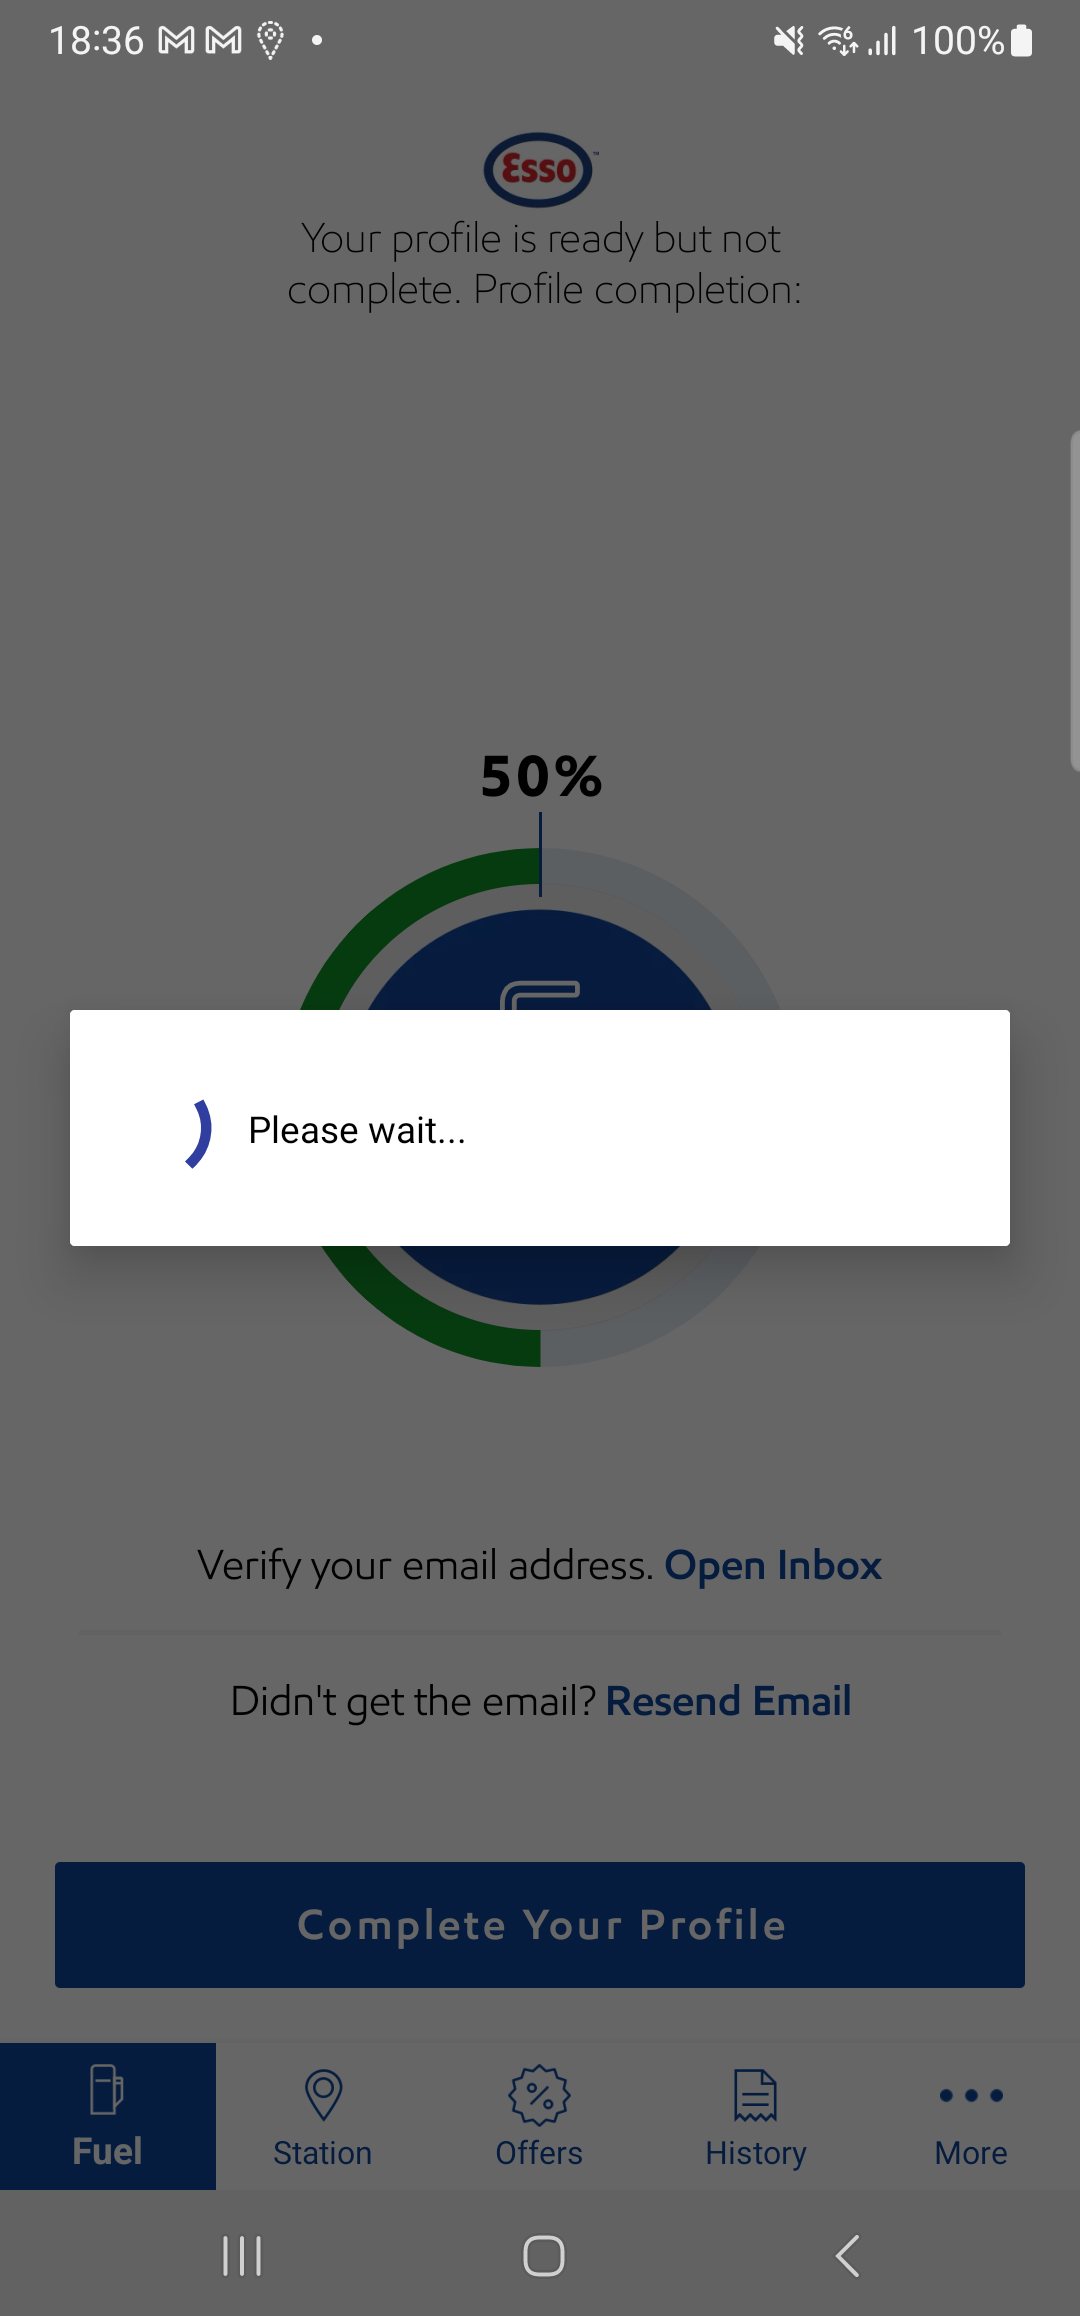 18:36
100%
Esso
Your profile is ready but not
complete. Profile completion:
50%
Please wait...
Verify your email address. Open Inbox
Didn't get the email? Resend Email
Complete Your Profile
Fuel
Station
Offers
History
More